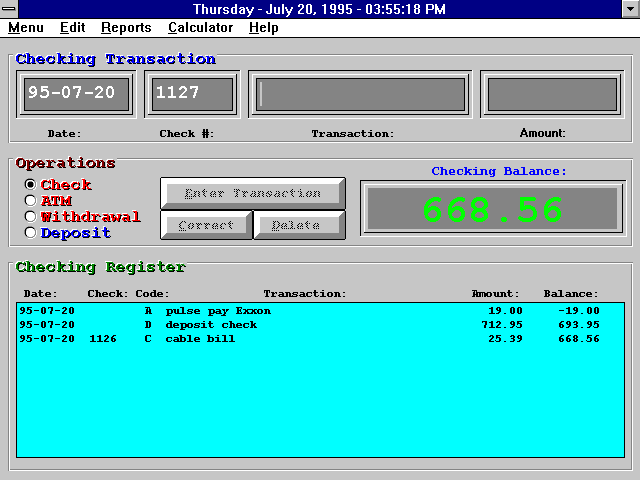 Thursday - July 20, 1995 - 03:55:18 PM
Menu Edit Reports Calculator Help
Checking Transaction
95-07-20 1127
Date: Check #: Transaction: Amount:
Operations
Check
ATM
Withdrawal
Deposit
Enter Transaction
Correct Delete
Checking Balance:
668.56
Checking Register
Date: Check: Code: Transaction: Amount: Balance:
95-07-20 A pulse pay Exxon 19.00 -19.00
95-07-20 D deposit check 712.95 693.95
95-07-20 1126 C cable bill 25.39 668.56